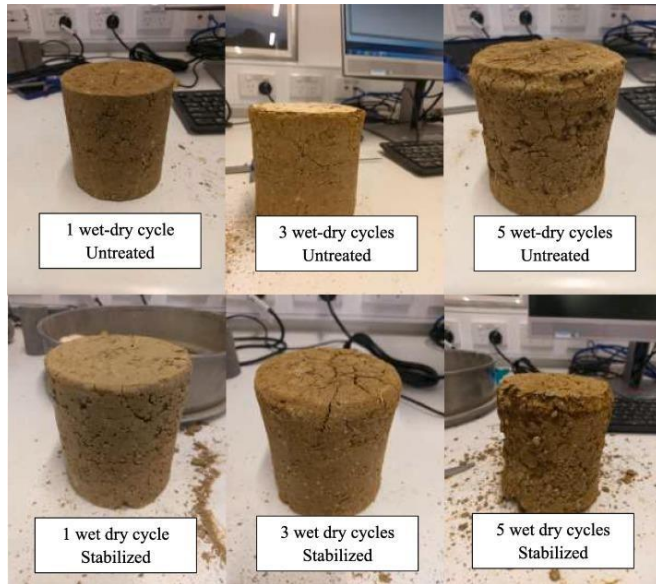 1 wet-dry cycle
Untreated
3 wet-dry cycles
Untreated
5 wet-dry cycles
Untreated
1 wet dry cycle
Stabilized
3 wet dry cycles
Stabilized
5 wet dry cycles
Stabilized